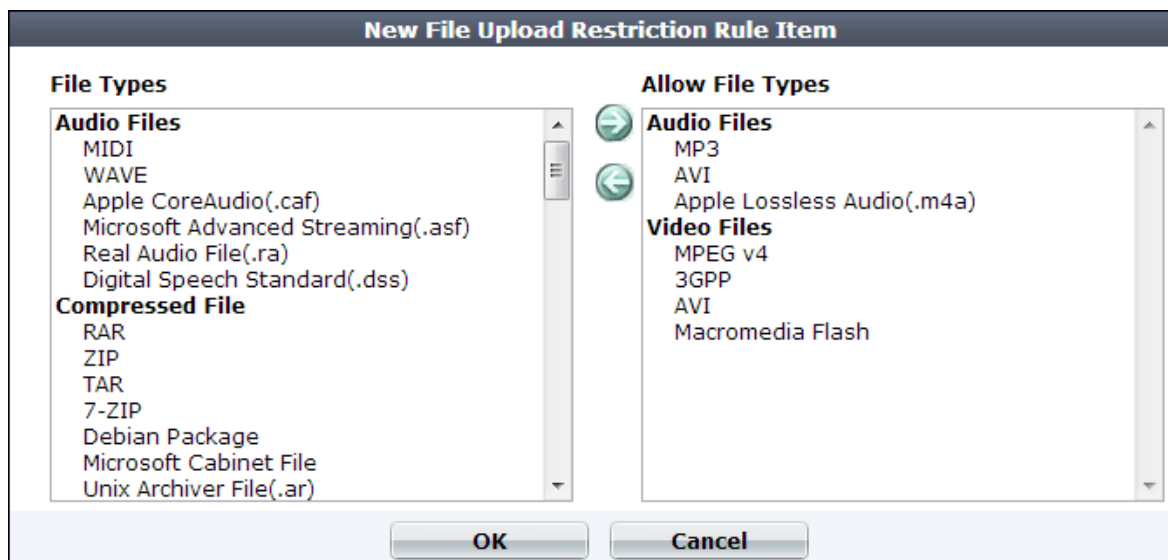 New File Upload Restriction Rule Item
File Types
Audio Files
MIDI
WAVE
Apple CoreAudio(.caf)
Microsoft Advanced Streaming(.asf)
Real Audio File(.ra)
Digital Speech Standard(.dss)
Compressed File
RAR
ZIP
TAR
7-ZIP
Debian Package
Microsoft Cabinet File
Unix Archiver File(.ar)
Allow File Types
Audio Files
MP3
AVI
Apple Lossless Audio(.m4a)
Video Files
MPEG v4
3GPP
AVI
Macromedia Flash
OK
Cancel